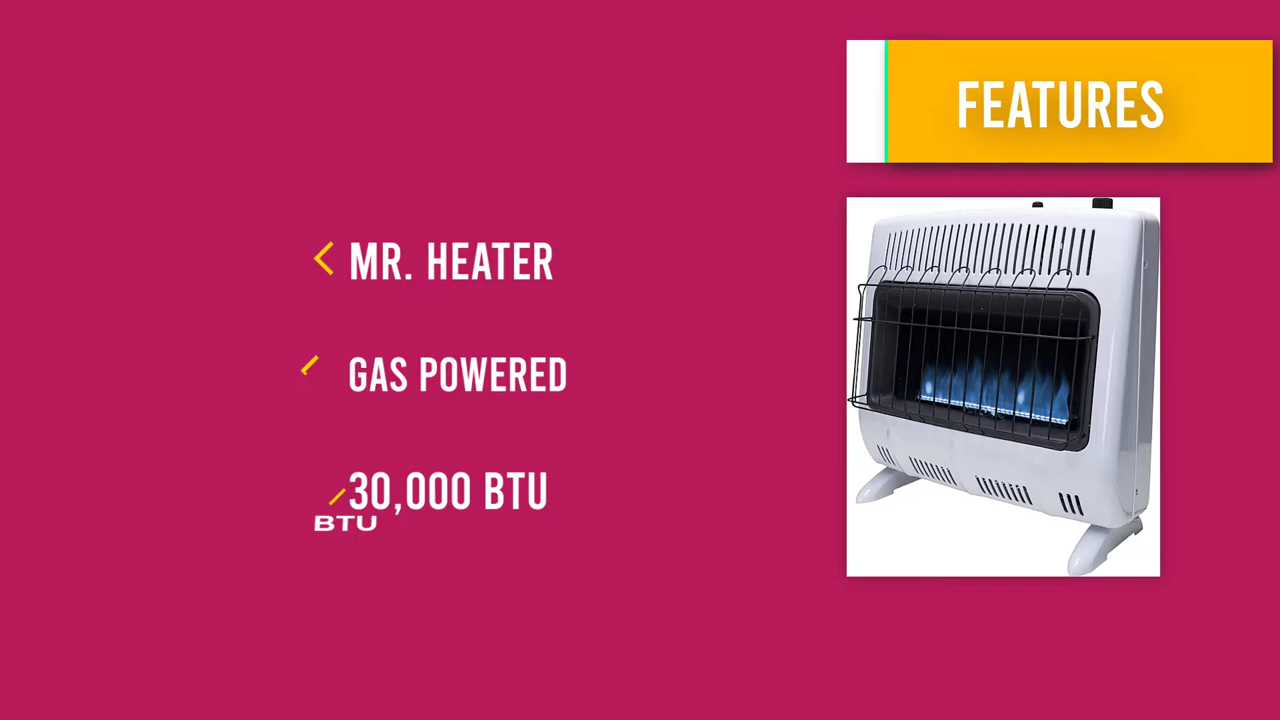 FEATURES
MR. HEATER
GAS POWERED
30,000 BTU
BTU